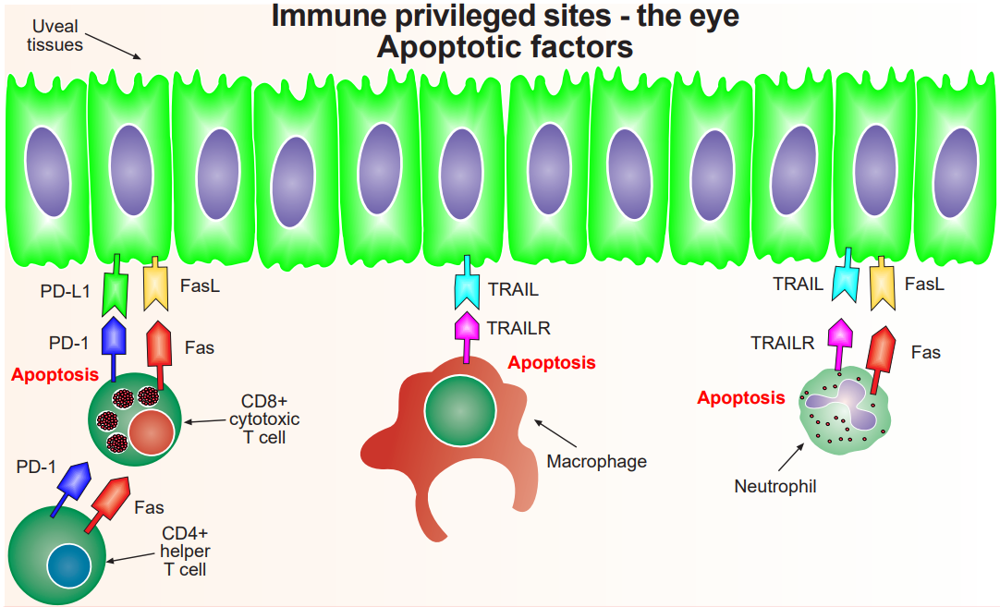 Immune privileged sites - the eye
Apoptotic factors
Uveal
tissues
PD-L1
FasL
PD-1
Fas
Apoptosis
CD8+
cytotoxic
T cell
PD-1
Fas
CD4+
helper
T cell
TRAIL
TRAILR
Apoptosis
Macrophage
TRAIL
FasL
TRAILR
Fas
Apoptosis
Neutrophil